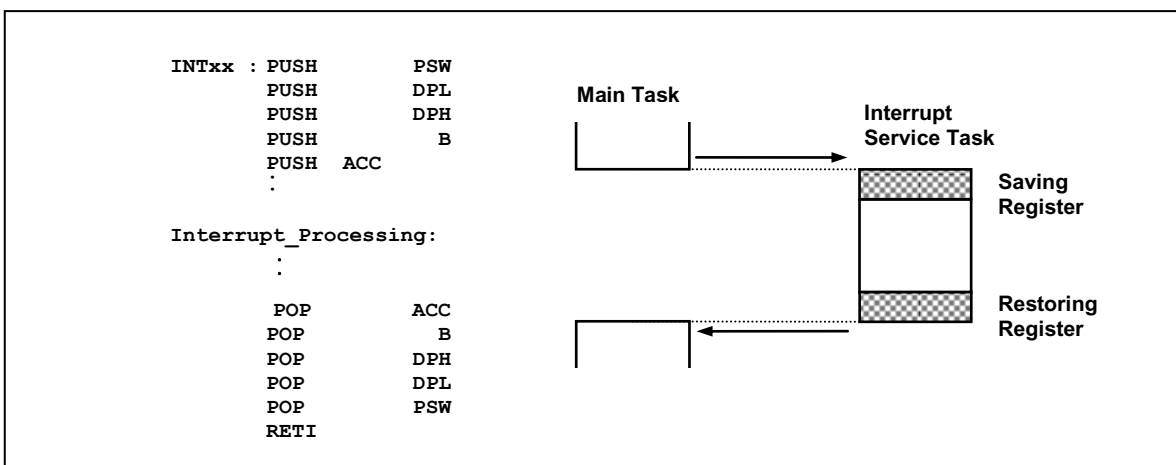 INTxx : PUSH PSW
PUSH DPL
PUSH DPH
PUSH B
PUSH ACC
:
Interrupt_Processing:
:
:
POP ACC
POP B
POP DPH
POP DPL
POP PSW
RETI
Main Task
Interrupt
Service Task
Saving
Register
Restoring
Register